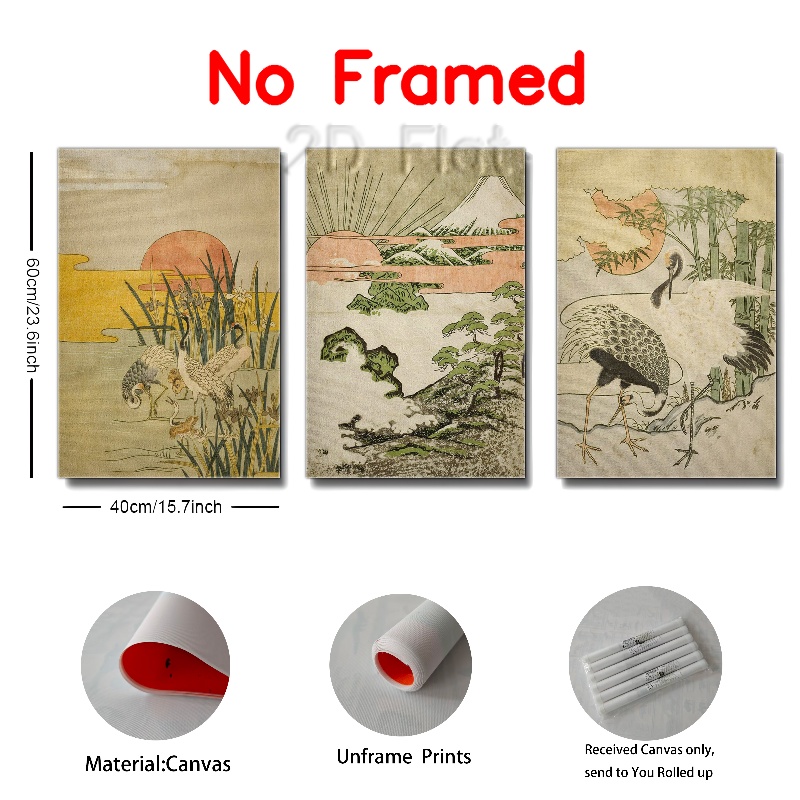 No Framed
2D Flat
60cm/23.6inch
40cm/15.7inch
Material:Canvas
Unframe Prints
Received Canvas only,
send to You Rolled up